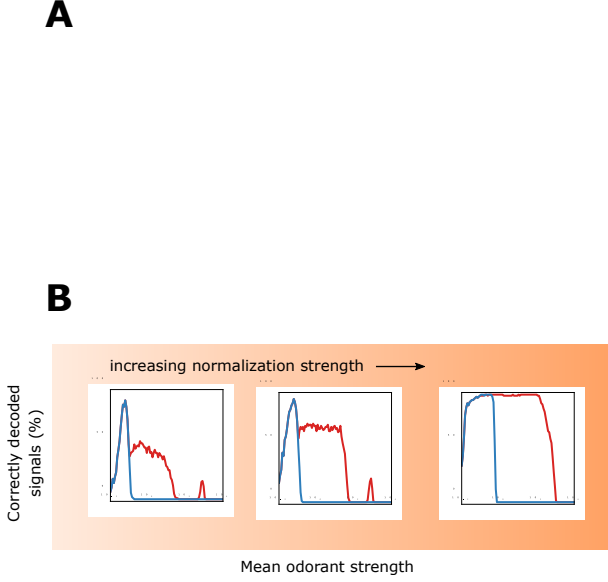 A
B
increasing normalization strength
Correctly decoded
signals (%)
Mean odorant strength